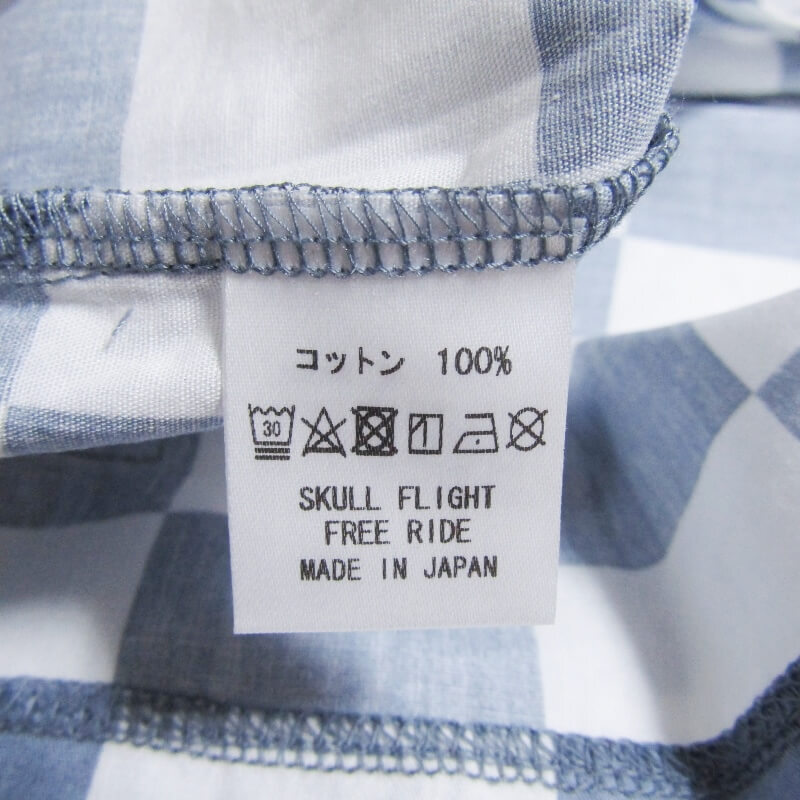 コットン 100%
30
SKULL FLIGHT
FREE RIDE
MADE IN JAPAN